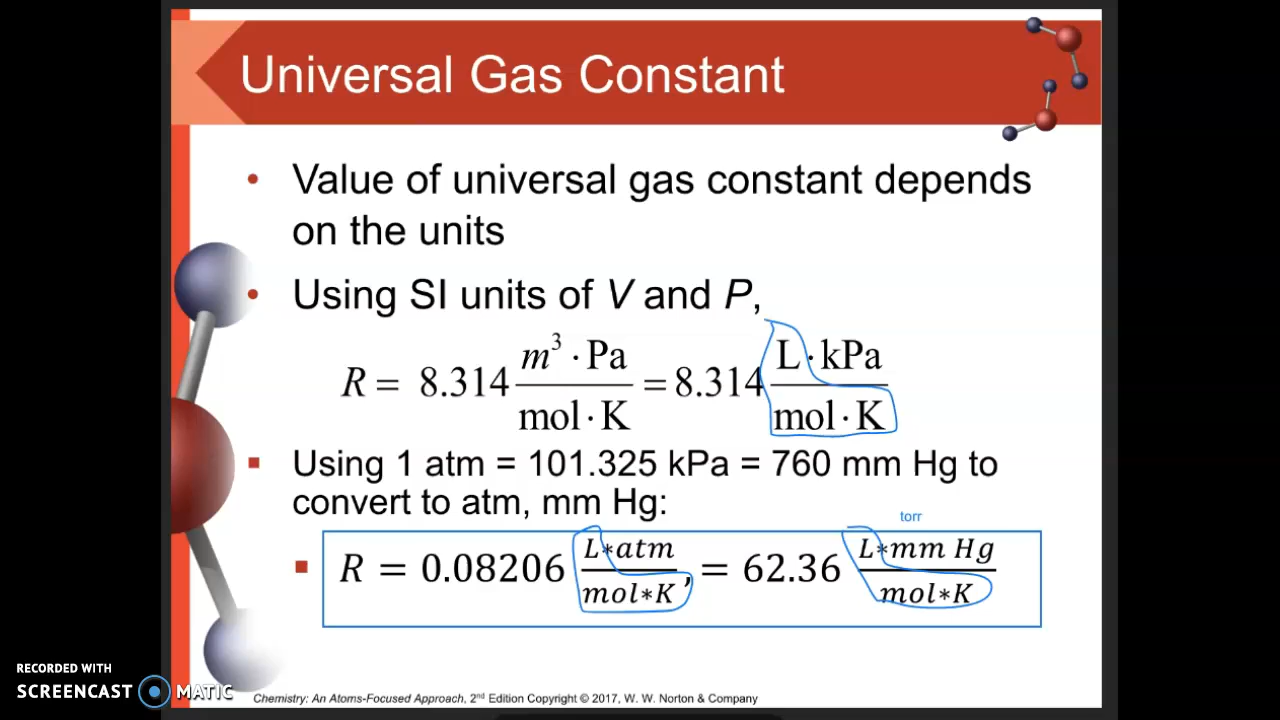 Universal Gas Constant
• Value of universal gas constant depends
on the units
• Using SI units of V and P,
R = 8.314 m³ · Pa / mol · K = 8.314 L · kPa / mol · K
▪ Using 1 atm = 101.325 kPa = 760 mm Hg to
convert to atm, mm Hg:
torr
▪ R = 0.08206 L*atm / mol*K, = 62.36 L*mm Hg / mol*K
RECORDED WITH
SCREENCAST MATIC
Chemistry: An Atoms-Focused Approach, 2nd Edition Copyright © 2017, W. W. Norton & Company